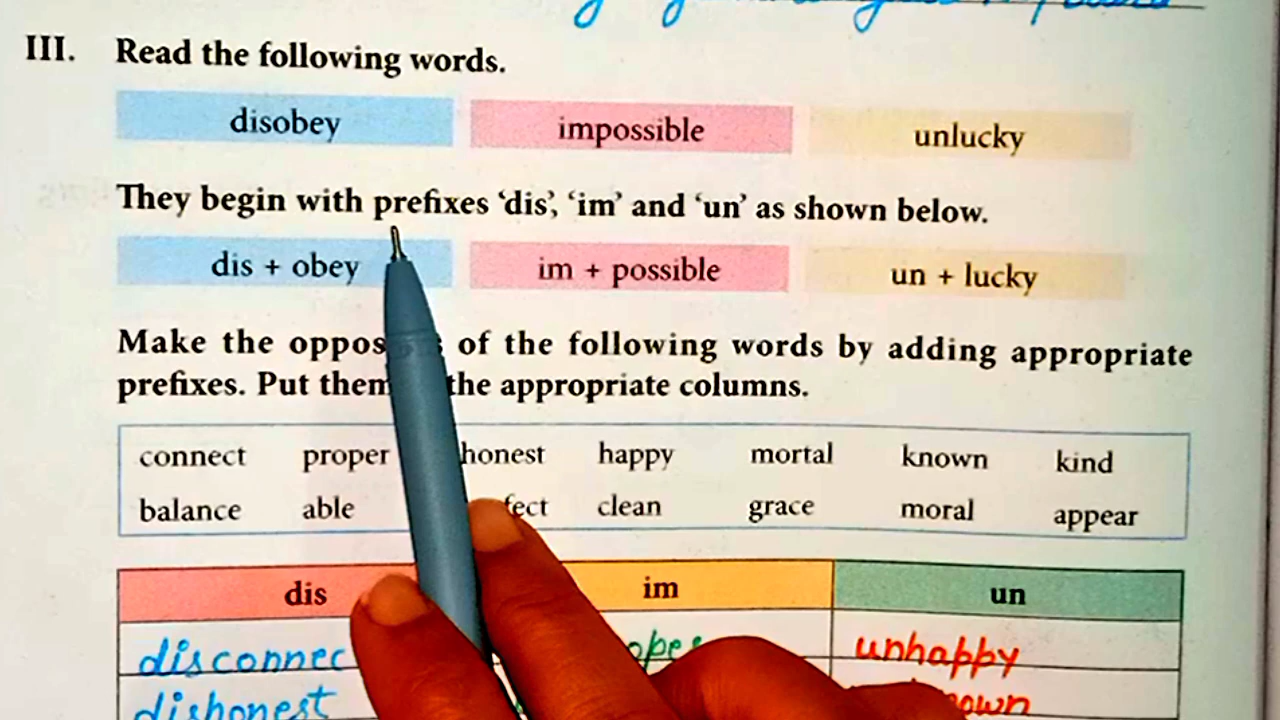 III. Read the following words.
disobey impossible unlucky
They begin with prefixes ‘dis’, ‘im’ and ‘un’ as shown below.
dis + obey im + possible un + lucky
Make the of the following words by adding appropriate
prefixes. Put the appropriate columns.
connect proper honest happy mortal known kind
balance able clean grace moral appear
dis im un
unhappy
dishonest